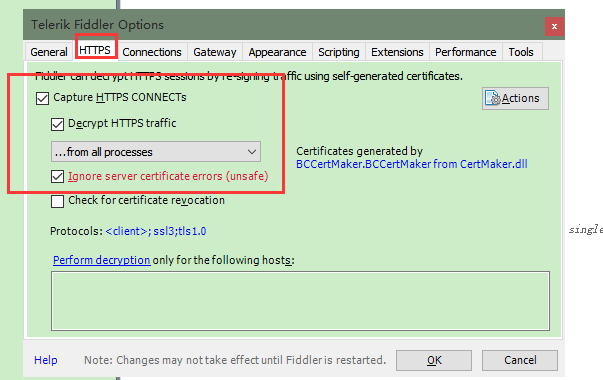 Telerik Fiddler Options
x
General HTTPS Connections Gateway Appearance Scripting Extensions Performance Tools
Fiddler can decrypt HTTPS sessions by re-signing traffic using self-generated certificates.
Capture HTTPS CONNECTs
Actions
Decrypt HTTPS traffic
...from all processes
Certificates generated by
BCCertMaker.BCCertMaker from CertMaker.dll
Ignore server certificate errors (unsafe)
Check for certificate revocation
single
Protocols: <client>;ssl3;tls1.0
Perform decryption only for the following hosts:
Help Note: Changes may not take effect until Fiddler is restarted. OK Cancel